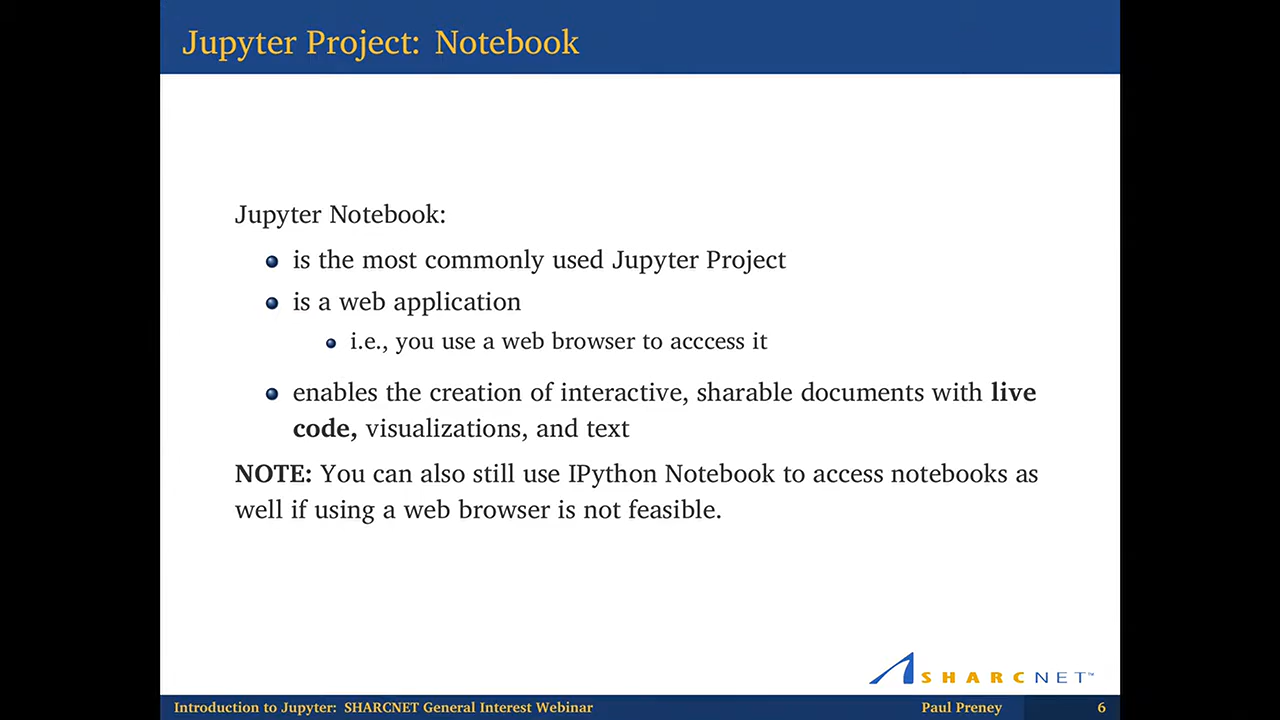 Jupyter Project: Notebook
Jupyter Notebook:
is the most commonly used Jupyter Project
is a web application
i.e., you use a web browser to acccess it
enables the creation of interactive, sharable documents with live
code, visualizations, and text
NOTE: You can also still use IPython Notebook to access notebooks as
well if using a web browser is not feasible.
SHARCNET™
Introduction to Jupyter: SHARCNET General Interest Webinar
Paul Preney
6